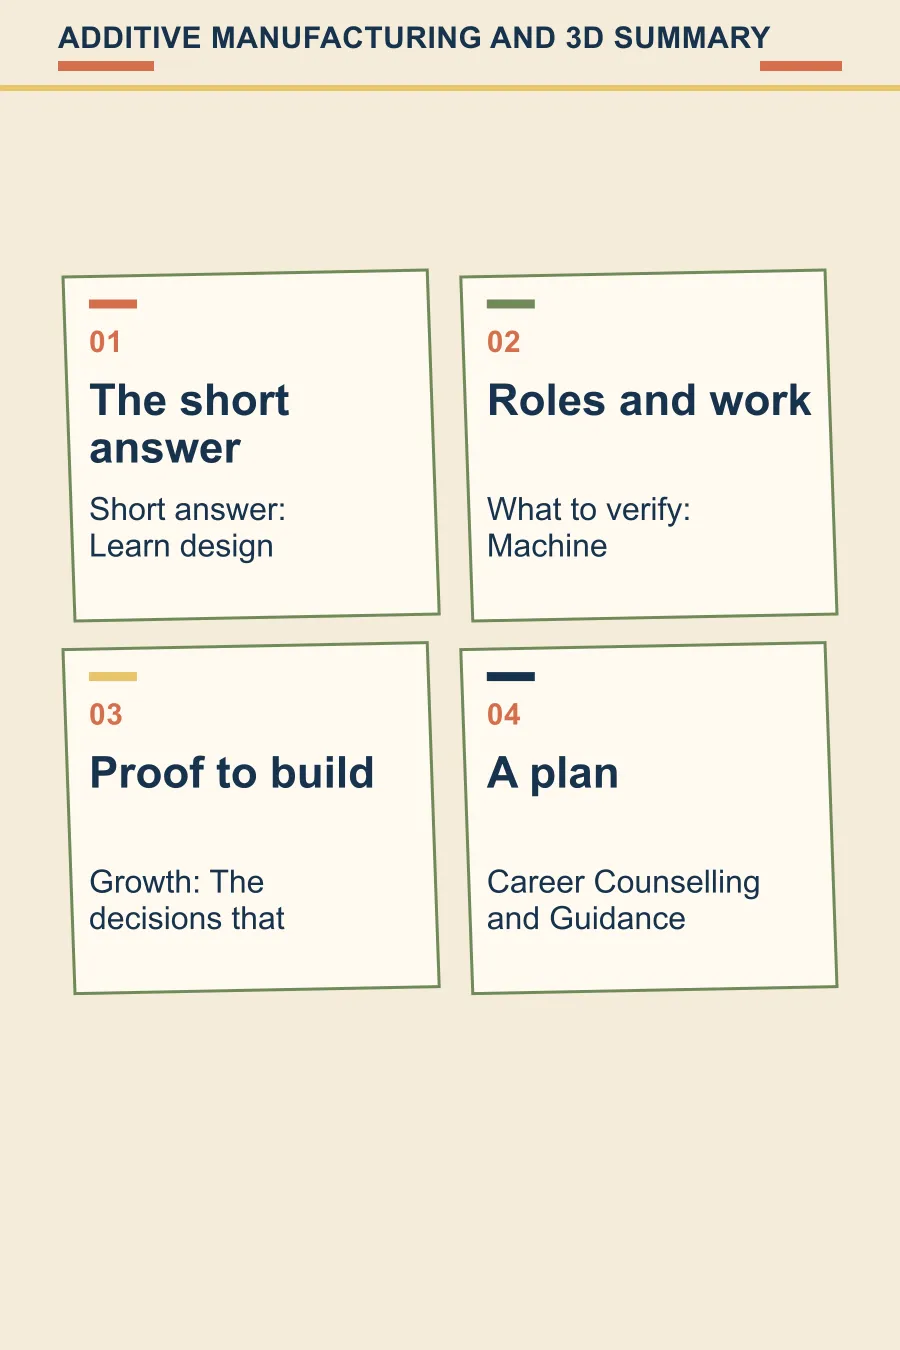 ADDITIVE MANUFACTURING AND 3D SUMMARY
01
The short
answer
Short answer:
Learn design
02
Roles and work
What to verify:
Machine
03
Proof to build
Growth: The
decisions that
04
A plan
Career Counselling
and Guidance